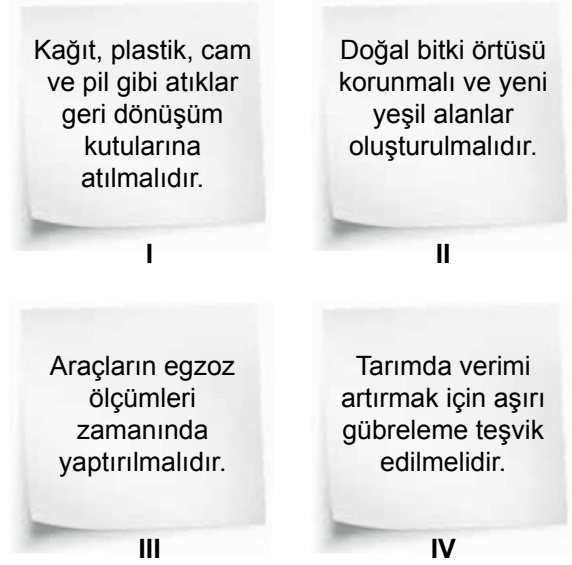 Kağıt, plastik, cam
ve pil gibi atıklar
geri dönüşüm
kutularına
atılmalıdır.
I
Doğal bitki örtüsü
korunmalı ve yeni
yeşil alanlar
oluşturulmalıdır.
II
Araçların egzoz
ölçümleri
zamanında
yaptırılmalıdır.
III
Tarımda verimi
artırmak için aşırı
gübreleme teşvik
edilmelidir.
IV